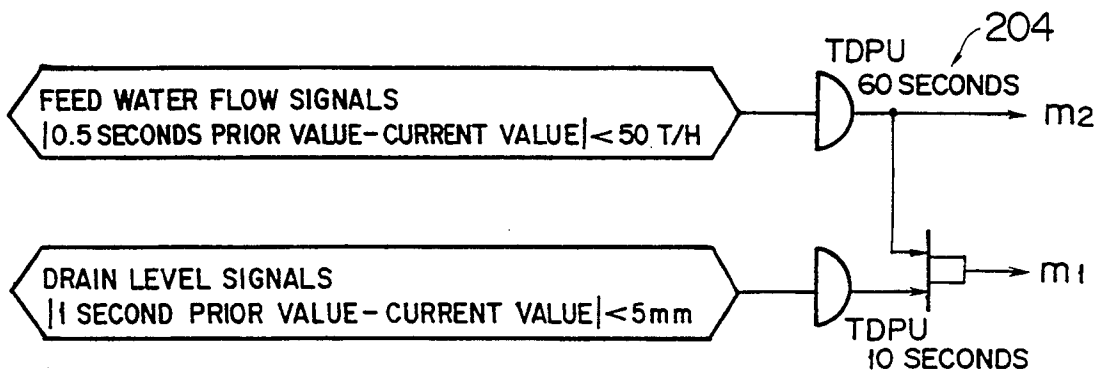 204
TDPU
60 SECONDS
FEED WATER FLOW SIGNALS
|0.5 SECONDS PRIOR VALUE-CURRENT VALUE|<50 T/H
m2
DRAIN LEVEL SIGNALS
|1 SECOND PRIOR VALUE-CURRENT VALUE|<5mm
m1
TDPU
10 SECONDS